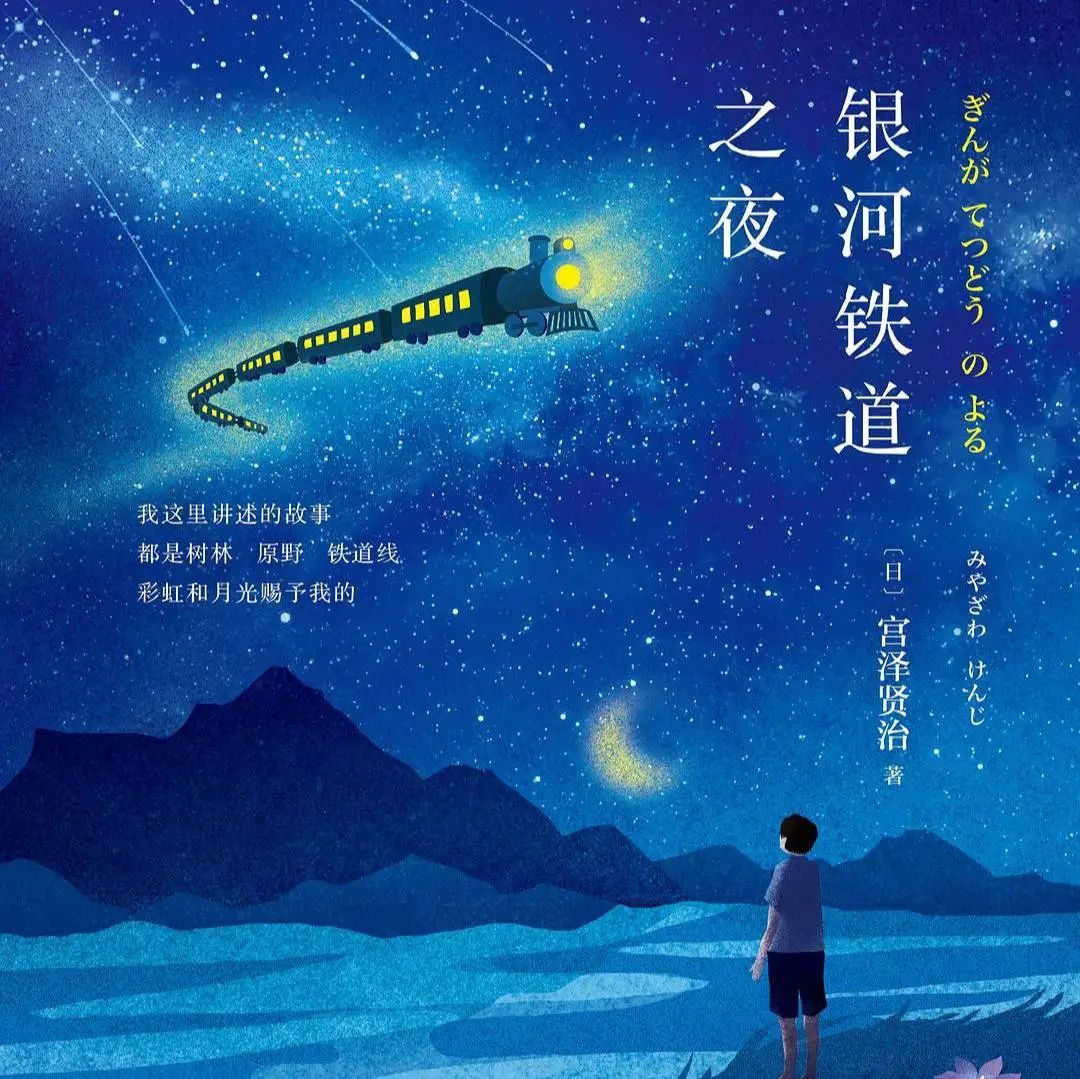 ぎんが てつどう の よる
银河铁道
之夜
我这里讲述的故事
都是树林 原野 铁道线
彩虹和月光赐予我的
みやざわ けんじ
〔日〕宫泽贤治 著